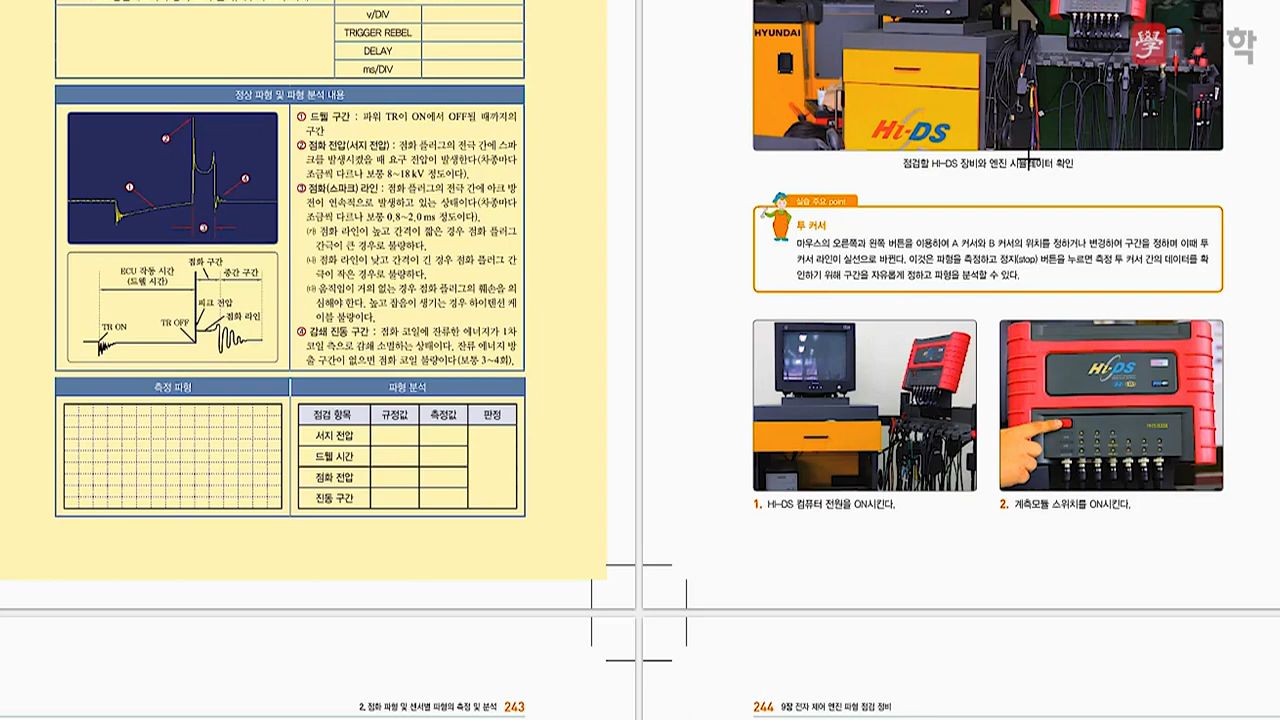 v/DIV
TRIGGER REBEL
DELAY
ms/DIV
정상 파형 및 파형 분석 내용
① 드웰 구간 : 파워 TR이 ON에서 OFF될 때까지의
구간
② 점화 전압(서지 전압) : 점화 플러그의 전극 간에 스파
크를 발생시켰을 때 요구 전압이 발생한다(차종마다
조금씩 다르나 보통 8~18kV 정도이다).
③ 점화(스파크) 라인 : 점화 플러그의 전극 간에 아크 방
전이 연속적으로 발생하고 있는 상태이다(차종마다
조금씩 다르나 보통 0.8~2.0ms 정도이다).
㈎ 점화 라인이 높고 간격이 짧은 경우 점화 플러그
간극이 큰 경우로 불량하다.
㈏ 점화 라인이 낮고 간격이 긴 경우 점화 플러그 간
극이 작은 경우로 불량하다.
㈐ 움직임이 거의 없는 경우 점화 플러그의 훼손을 의
심해야 한다. 높고 잡음이 생기는 경우 하이텐션 케
이블 불량이다.
④ 감쇄 진동 구간 : 점화 코일에 잔류한 에너지가 1차
코일 측으로 감쇄 소멸하는 상태이다. 잔류 에너지 방
출 구간이 없으면 점화 코일 불량이다(보통 3~4회).
① ② ③ ④
점화 구간
ECU 작동 시간
(드웰 시간)
중간 구간
피크 전압
점화 라인
TR ON
TR OFF
측정 파형
파형 분석
점검 항목 규정값 측정값 판정
서지 전압
드웰 시간
점화 전압
진동 구간
2. 점화 파형 및 센서별 파형의 측정 및 분석 243
HYUNDAI
Hi-DS
學
학
점검할 HI-DS 장비와 엔진 시뮬레이터 확인
실습 주요 point
투 커서
마우스의 오른쪽과 왼쪽 버튼을 이용하여 A 커서와 B 커서의 위치를 정하거나 변경하여 구간을 정하며 이때 투
커서 라인이 실선으로 바뀐다. 이것은 파형을 측정하고 정지(stop) 버튼을 누르면 측정 투 커서 간의 데이터를 확
인하기 위해 구간을 자유롭게 정하고 파형을 분석할 수 있다.
Hi-DS
1. HI-DS 컴퓨터 전원을 ON시킨다.
2. 계측모듈 스위치를 ON시킨다.
244 9장 전자 제어 엔진 파형 점검 정비